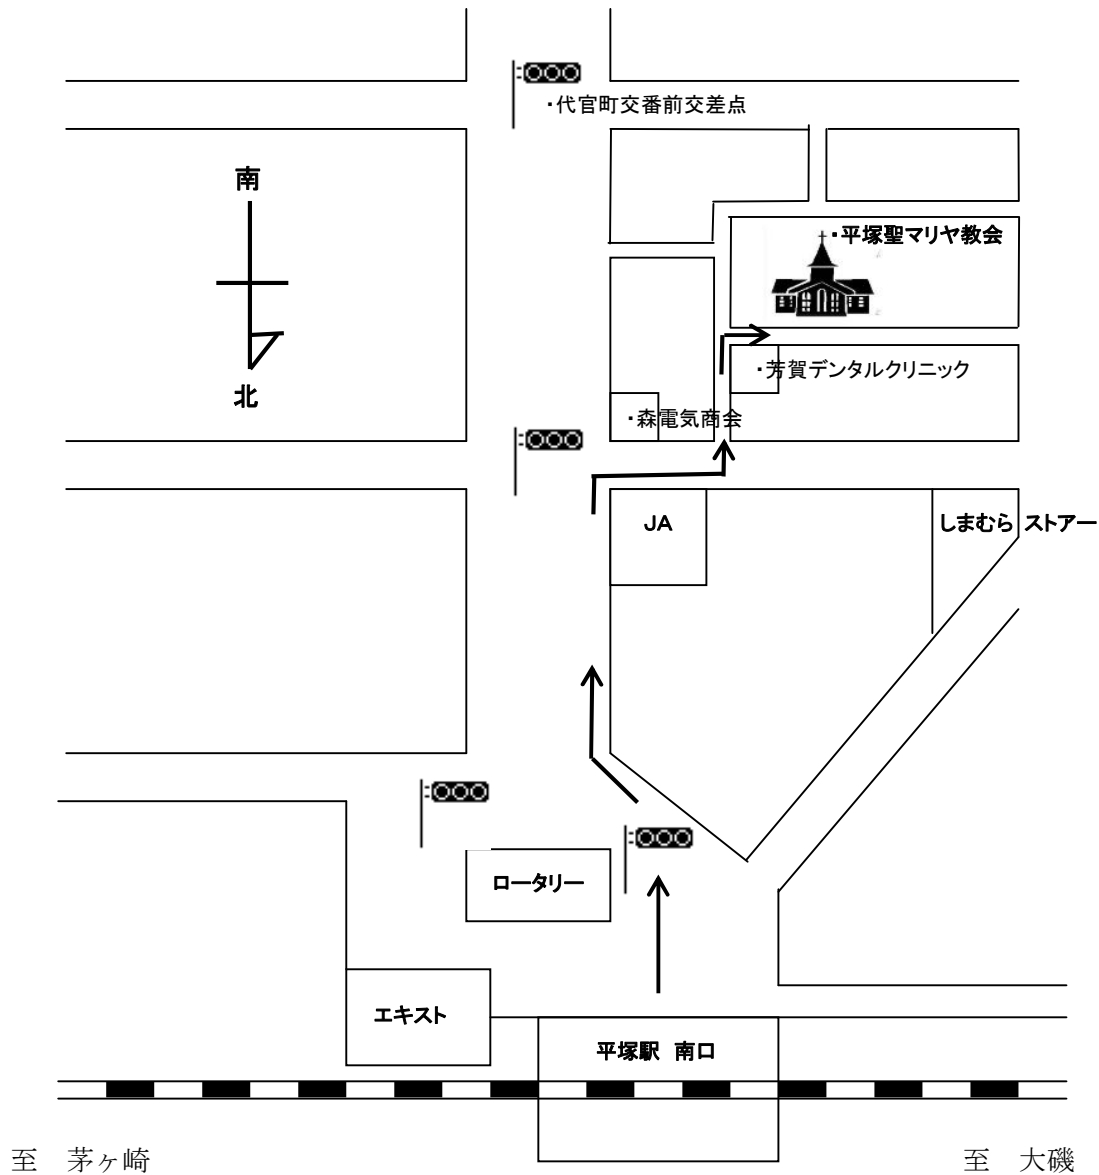 ・代官町交番前交差点
南
・平塚聖マリヤ教会
・芳賀デンタルクリニック
北
・森電気商会
JA
しまむら ストアー
ロータリー
エキスト
平塚駅 南口
至 茅ヶ崎
至 大磯